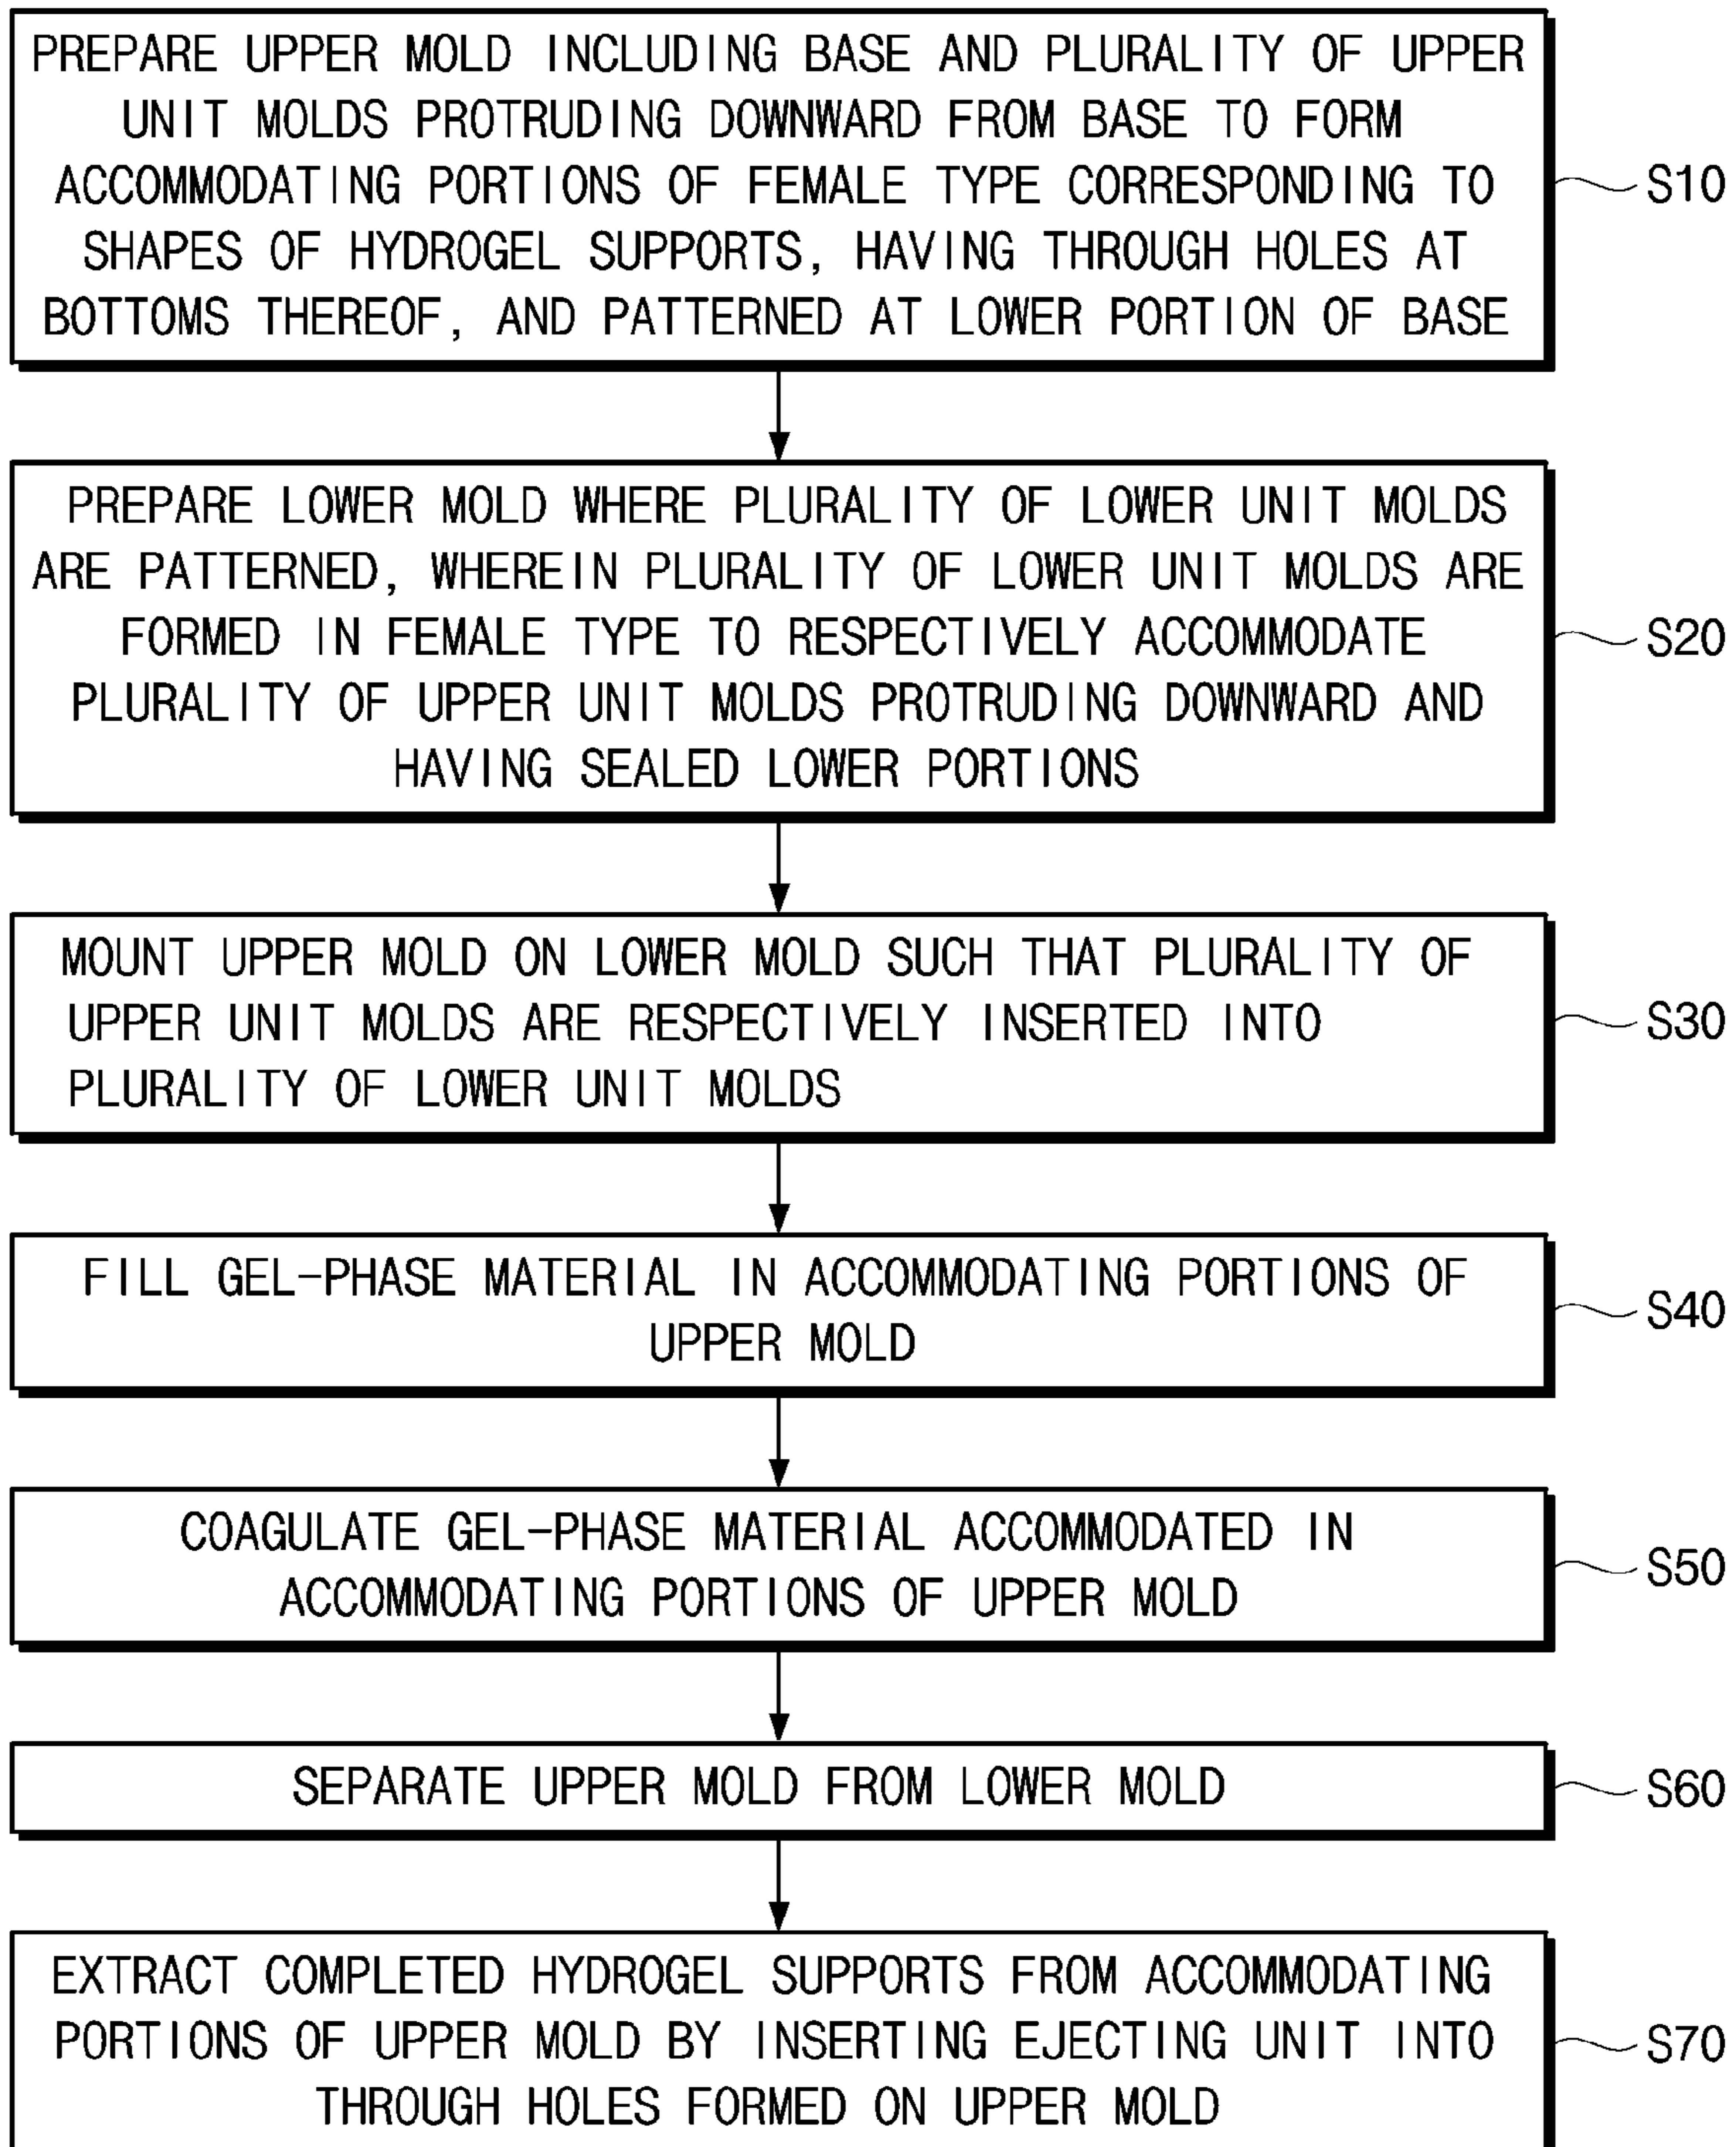 PREPARE UPPER MOLD INCLUDING BASE AND PLURALITY OF UPPER
UNIT MOLDS PROTRUDING DOWNWARD FROM BASE TO FORM
ACCOMMODATING PORTIONS OF FEMALE TYPE CORRESPONDING TO
SHAPES OF HYDROGEL SUPPORTS, HAVING THROUGH HOLES AT
BOTTOMS THEREOF, AND PATTERNED AT LOWER PORTION OF BASE
S10
PREPARE LOWER MOLD WHERE PLURALITY OF LOWER UNIT MOLDS
ARE PATTERNED, WHEREIN PLURALITY OF LOWER UNIT MOLDS ARE
FORMED IN FEMALE TYPE TO RESPECTIVELY ACCOMMODATE
PLURALITY OF UPPER UNIT MOLDS PROTRUDING DOWNWARD AND
HAVING SEALED LOWER PORTIONS
S20
MOUNT UPPER MOLD ON LOWER MOLD SUCH THAT PLURALITY OF
UPPER UNIT MOLDS ARE RESPECTIVELY INSERTED INTO
PLURALITY OF LOWER UNIT MOLDS
S30
FILL GEL-PHASE MATERIAL IN ACCOMMODATING PORTIONS OF
UPPER MOLD
S40
COAGULATE GEL-PHASE MATERIAL ACCOMMODATED IN
ACCOMMODATING PORTIONS OF UPPER MOLD
S50
SEPARATE UPPER MOLD FROM LOWER MOLD
S60
EXTRACT COMPLETED HYDROGEL SUPPORTS FROM ACCOMMODATING
PORTIONS OF UPPER MOLD BY INSERTING EJECTING UNIT INTO
THROUGH HOLES FORMED ON UPPER MOLD
S70